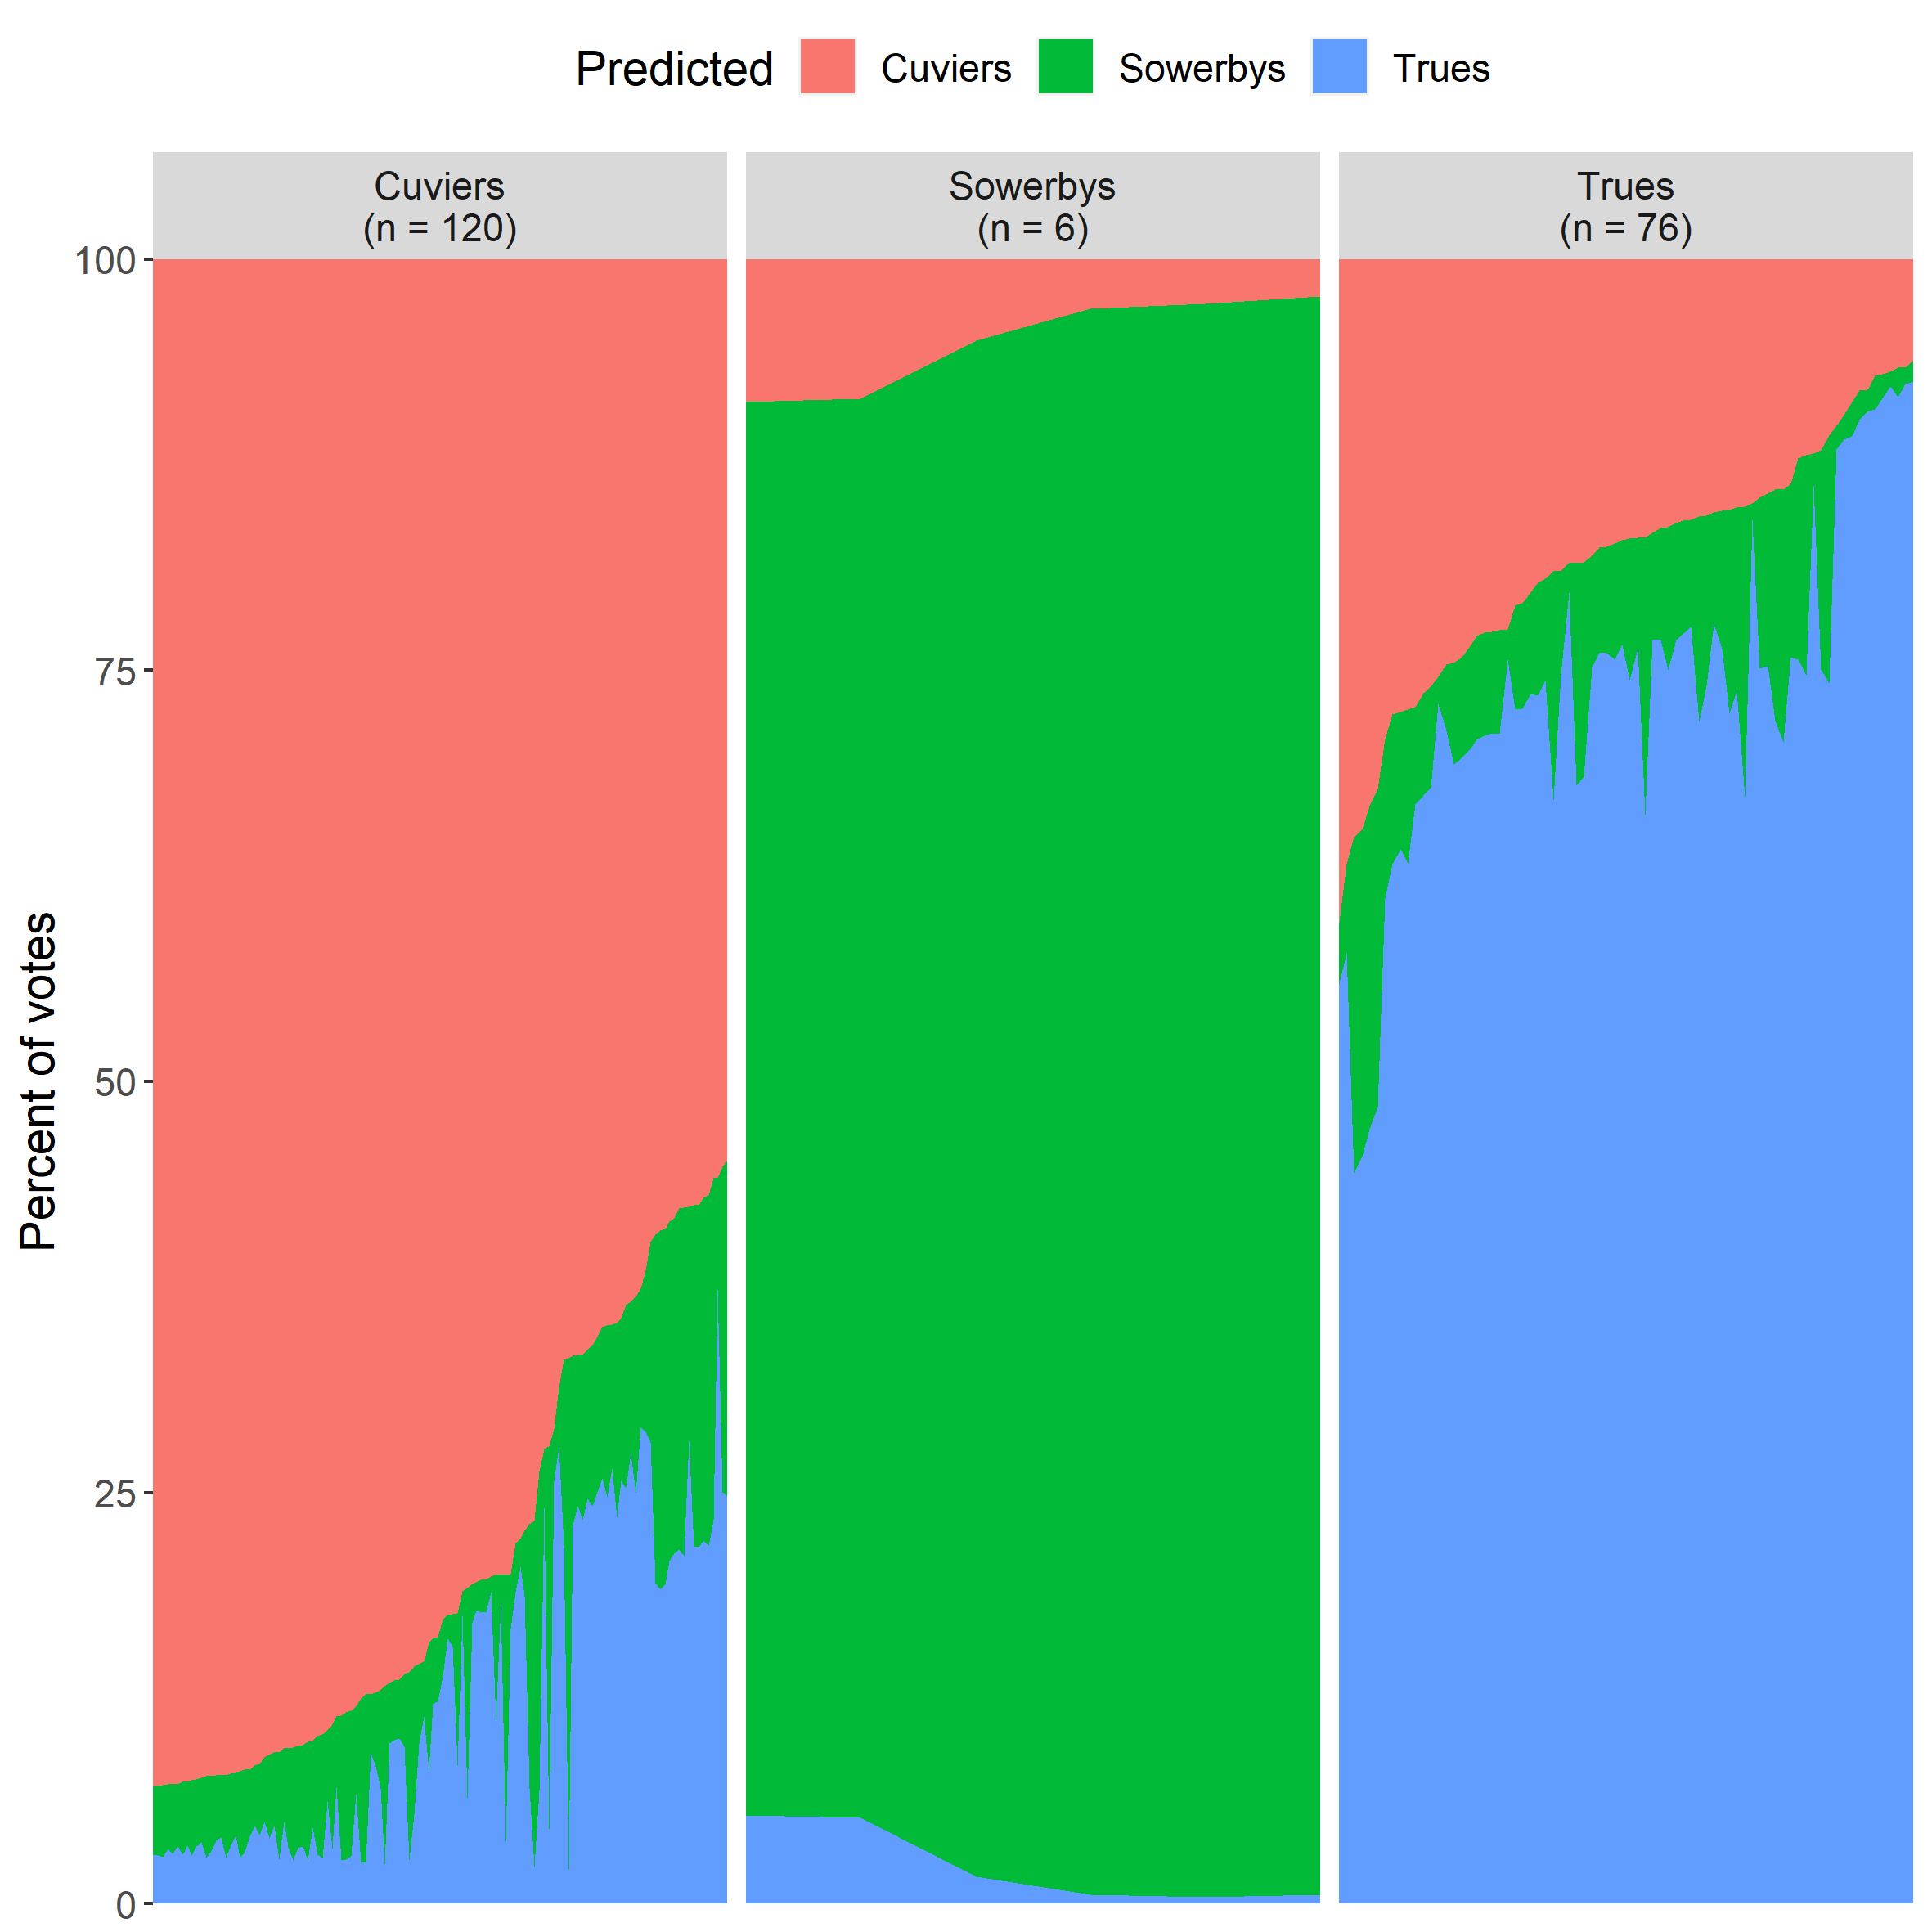 Predicted Cuviers Sowerbys Trues
Cuviers
(n = 120)
Sowerbys
(n = 6)
Trues
(n = 76)
100
75
50
25
0
Percent of votes